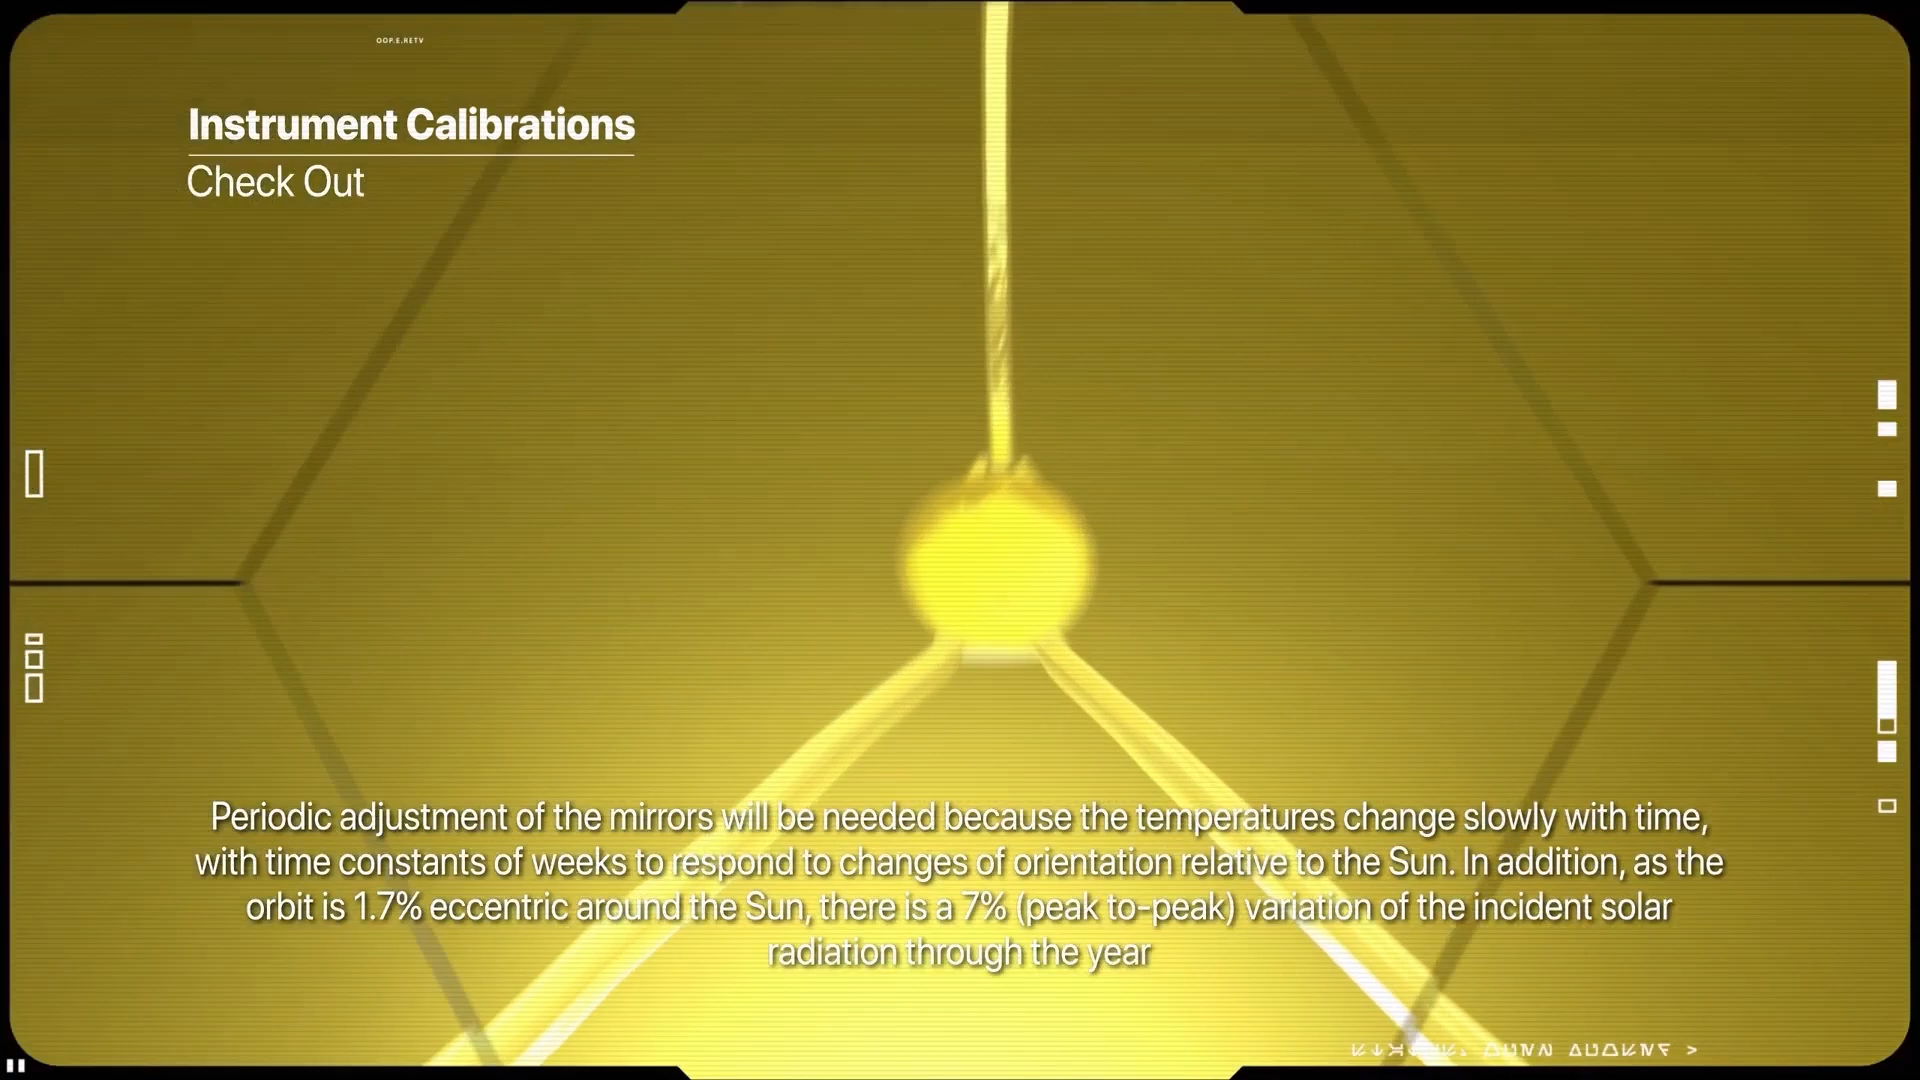 OOP.E.RETV
Instrument Calibrations
Check Out
Periodic adjustment of the mirrors will be needed because the temperatures change slowly with time,
with time constants of weeks to respond to changes of orientation relative to the Sun. In addition, as the
orbit is 1.7% eccentric around the Sun, there is a 7% (peak to-peak) variation of the incident solar
radiation through the year